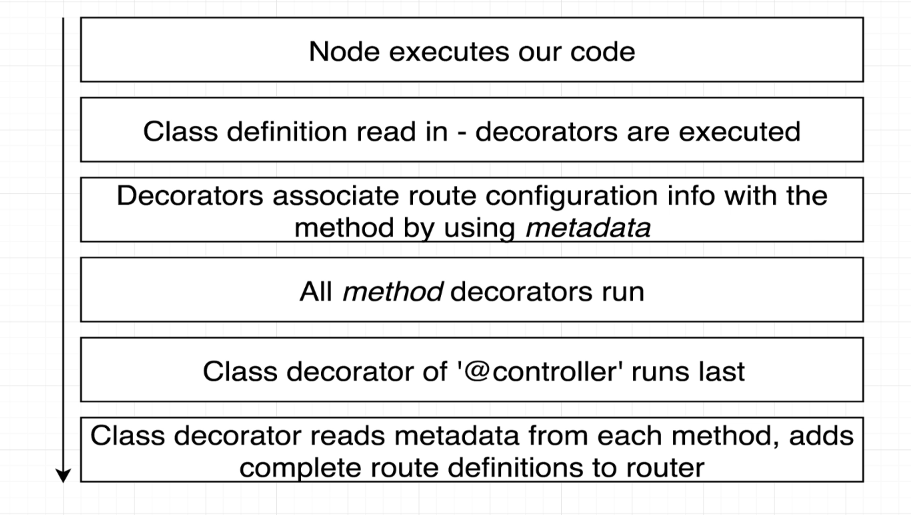 Node executes our code
Class definition read in - decorators are executed
Decorators associate route configuration info with the
method by using metadata
All method decorators run
Class decorator of '@controller' runs last
Class decorator reads metadata from each method, adds
complete route definitions to router